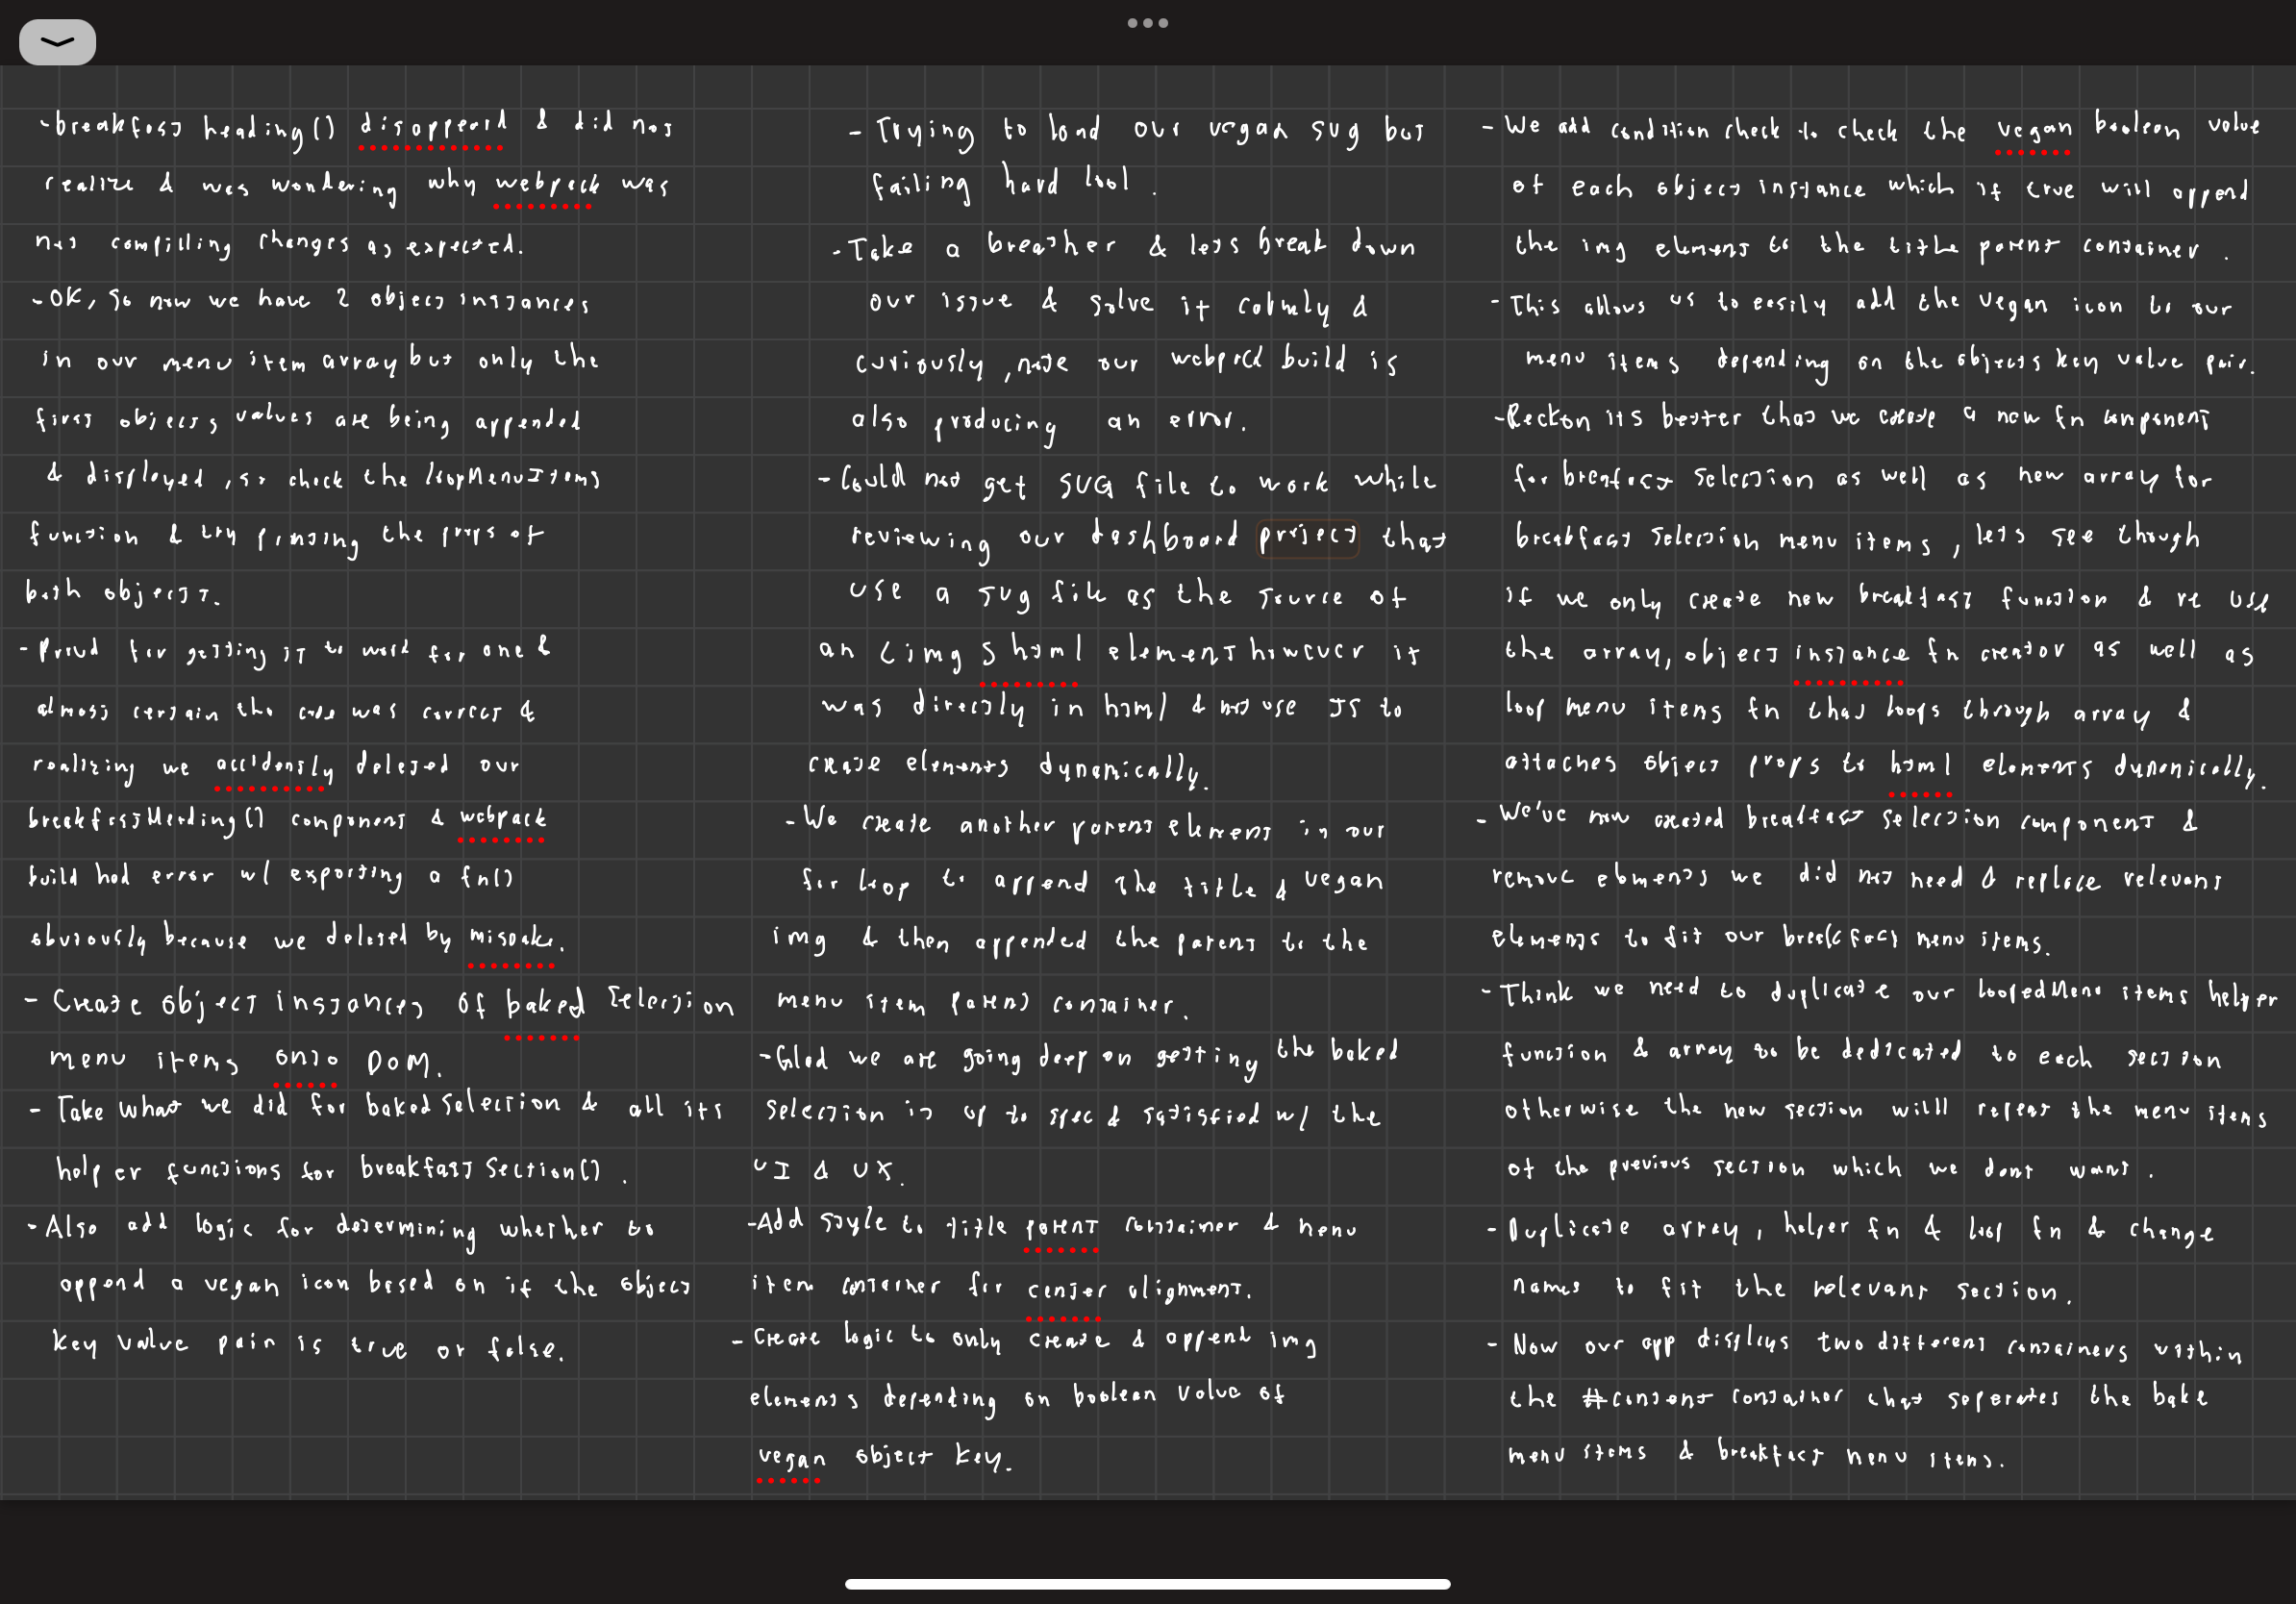 - breakfast heading() disappeard & did not
realize & was wondering why webpack was
not compilling changes as expected.
- OK, so now we have 2 object instances
in our menu item array but only the
first objects values are being appended
& displayed, so check the loopMenuItems
function & try printing the props of
both objects.
- Proud for getting it to work for one &
almost certain the code was correct &
realizing we accidently deleted our
breakfastHeading() component & webpack
build had error w/ exporting a fn()
obviously because we deleted by mistake.
- Create object instances of baked selection
menu items onto DOM.
- Take what we did for baked selection & all its
helper functions for breakfast section().
- Also add logic for determining whether to
append a vegan icon based on if the object
key value pair is true or false.
- Trying to load our vegan svg but
failing hard lool.
- Take a breather & lets break down
our issue & solve it calmly &
curiously, note our webpack build is
also producing an error.
- Could not get SVG file to work while
reviewing our dashboard project that
use a svg file as the source of
an <img> html element however it
was directly in html & not use JS to
create elements dynamically.
- We create another parent element in our
for loop to append the title & vegan
img & then appended the parent to the
menu item parent container.
- Glad we are going deep on getting the baked
selection in up to spec & satisfied w/ the
UI & UX.
- Add style to title parent container & menu
item container for center alignment.
- Create logic to only create & append img
elements depending on boolean value of
vegan object key.
- We add condition check to check the vegan boolean value
of each object instance which if true will append
the img element to the title parent container.
- This allows us to easily add the vegan icon to our
menu items depending on the objects key value pair.
- Reckon its better that we create a new fn component
for breafast selection as well as new array for
breakfast selection menu items, lets see though
if we only create new breakfast function & re use
the array, object instance fn creator as well as
loop menu items fn that loops through array &
attaches object props to html elements dynamically.
- We've now created breakfast selection component &
remove elements we did not need & replace relevant
elements to fit our breakfast menu items.
- Think we need to duplicate our loopedMenu items helper
function & array to be dedicated to each section
otherwise the new section willl repeat the menu items
of the previous section which we dont want.
- Duplicate array, helper fn & loop fn & change
names to fit the relevant section.
- Now our app displays two different containers within
the #content container that seperates the bake
menu items & breakfast menu items.